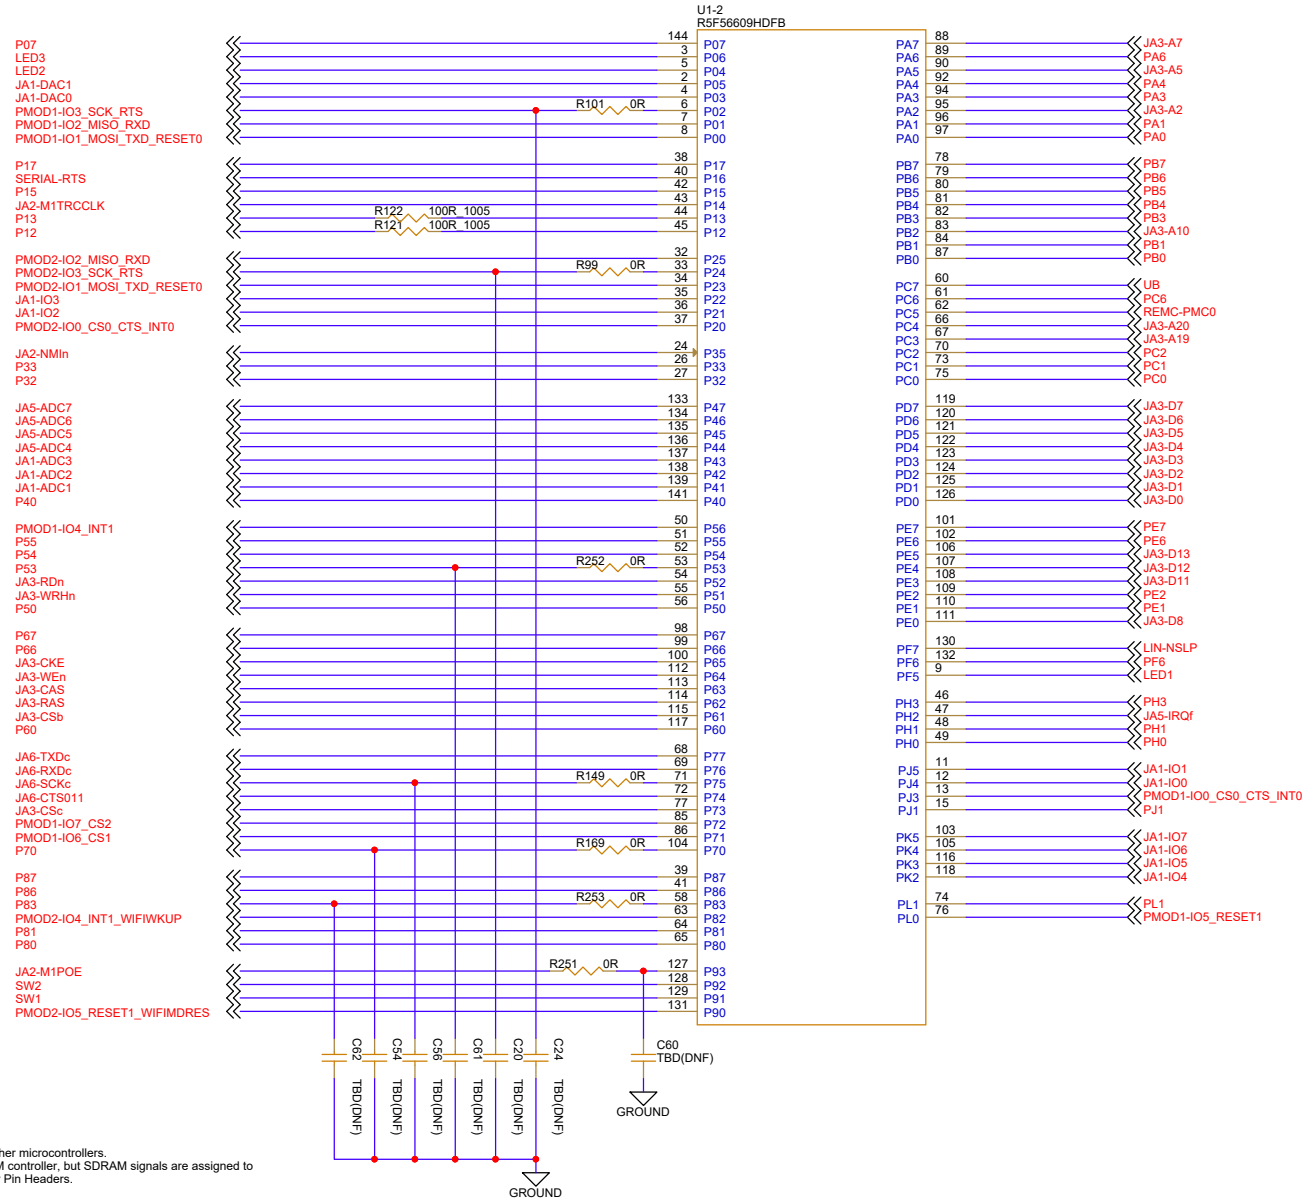 U1-2
R5F56609HDFB
P07 144 P07 PA7 88 JA3-A7
LED3 3 P06 PA6 89 PA6
LED2 5 P04 PA5 90 JA3-A5
JA1-DAC1 2 P05 PA4 92 PA4
JA1-DAC0 4 P03 PA3 94 PA3
PMOD1-IO3_SCK_RTS R101 0R 6 P02 PA2 95 JA3-A2
PMOD1-IO2_MISO_RXD 7 P01 PA1 96 PA1
PMOD1-IO1_MOSI_TXD_RESET0 8 P00 PA0 97 PA0
P17 38 P17 PB7 78 PB7
SERIAL-RTS 40 P16 PB6 79 PB6
P15 42 P15 PB5 80 PB5
JA2-M1TRCCLK 43 P14 PB4 81 PB4
P13 R122 100R_1005 44 P13 PB3 82 PB3
P12 R121 100R_1005 45 P12 PB2 83 JA3-A10
PB1 84 PB1
PMOD2-IO2_MISO_RXD 32 P25 PB0 87 PB0
PMOD2-IO3_SCK_RTS R99 0R 33 P24
PMOD2-IO1_MOSI_TXD_RESET0 34 P23 PC7 60 UB
JA1-IO3 35 P22 PC6 61 PC6
JA1-IO2 36 P21 PC5 62 REMC-PMC0
PMOD2-IO0_CS0_CTS_INT0 37 P20 PC4 66 JA3-A20
PC3 67 JA3-A19
JA2-NMIn 24 P35 PC2 70 PC2
P33 26 P33 PC1 73 PC1
P32 27 P32 PC0 75 PC0
JA5-ADC7 133 P47 PD7 119 JA3-D7
JA5-ADC6 134 P46 PD6 120 JA3-D6
JA5-ADC5 135 P45 PD5 121 JA3-D5
JA5-ADC4 136 P44 PD4 122 JA3-D4
JA1-ADC3 137 P43 PD3 123 JA3-D3
JA1-ADC2 138 P42 PD2 124 JA3-D2
JA1-ADC1 139 P41 PD1 125 JA3-D1
P40 141 P40 PD0 126 JA3-D0
PMOD1-IO4_INT1 50 P56 PE7 101 PE7
P55 51 P55 PE6 102 PE6
P54 52 P54 PE5 106 JA3-D13
P53 R252 0R 53 P53 PE4 107 JA3-D12
JA3-RDn 54 P52 PE3 108 JA3-D11
JA3-WRHn 55 P51 PE2 109 PE2
P50 56 P50 PE1 110 PE1
PE0 111 JA3-D8
P67 98 P67
P66 99 P66 PF7 130 LIN-NSLP
JA3-CKE 100 P65 PF6 132 PF6
JA3-WEn 112 P64 PF5 9 LED1
JA3-CAS 113 P63
JA3-RAS 114 P62 PH3 46 PH3
JA3-CSb 115 P61 PH2 47 JA5-IRQf
P60 117 P60 PH1 48 PH1
PH0 49 PH0
JA6-TXDc 68 P77
JA6-RXDc 69 P76 PJ5 11 JA1-IO1
JA6-SCKc R149 0R 71 P75 PJ4 12 JA1-IO0
JA6-CTS011 72 P74 PJ3 13 PMOD1-IO0_CS0_CTS_INT0
JA3-CSc 77 P73 PJ1 15 PJ1
PMOD1-IO7_CS2 85 P72
PMOD1-IO6_CS1 86 P71 PK5 103 JA1-IO7
P70 R169 0R 104 P70 PK4 105 JA1-IO6
PK3 116 JA1-IO5
P87 39 P87 PK2 118 JA1-IO4
P86 41 P86
P83 R253 0R 58 P83 PL1 74 PL1
PMOD2-IO4_INT1_WIFIWKUP 63 P82 PL0 76 PMOD1-IO5_RESET1
P81 64 P81
P80 65 P80
JA2-M1POE R251 0R 127 P93
SW2 128 P92
SW1 129 P91
PMOD2-IO5_RESET1_WIFIMDRES 131 P90
C62 C54 C56 C61 C20 C24 C60
TBD(DNF)
TBD(DNF) TBD(DNF) TBD(DNF) TBD(DNF) TBD(DNF) TBD(DNF)
GROUND
her microcontrollers.
M controller, but SDRAM signals are assigned to
Pin Headers.
GROUND